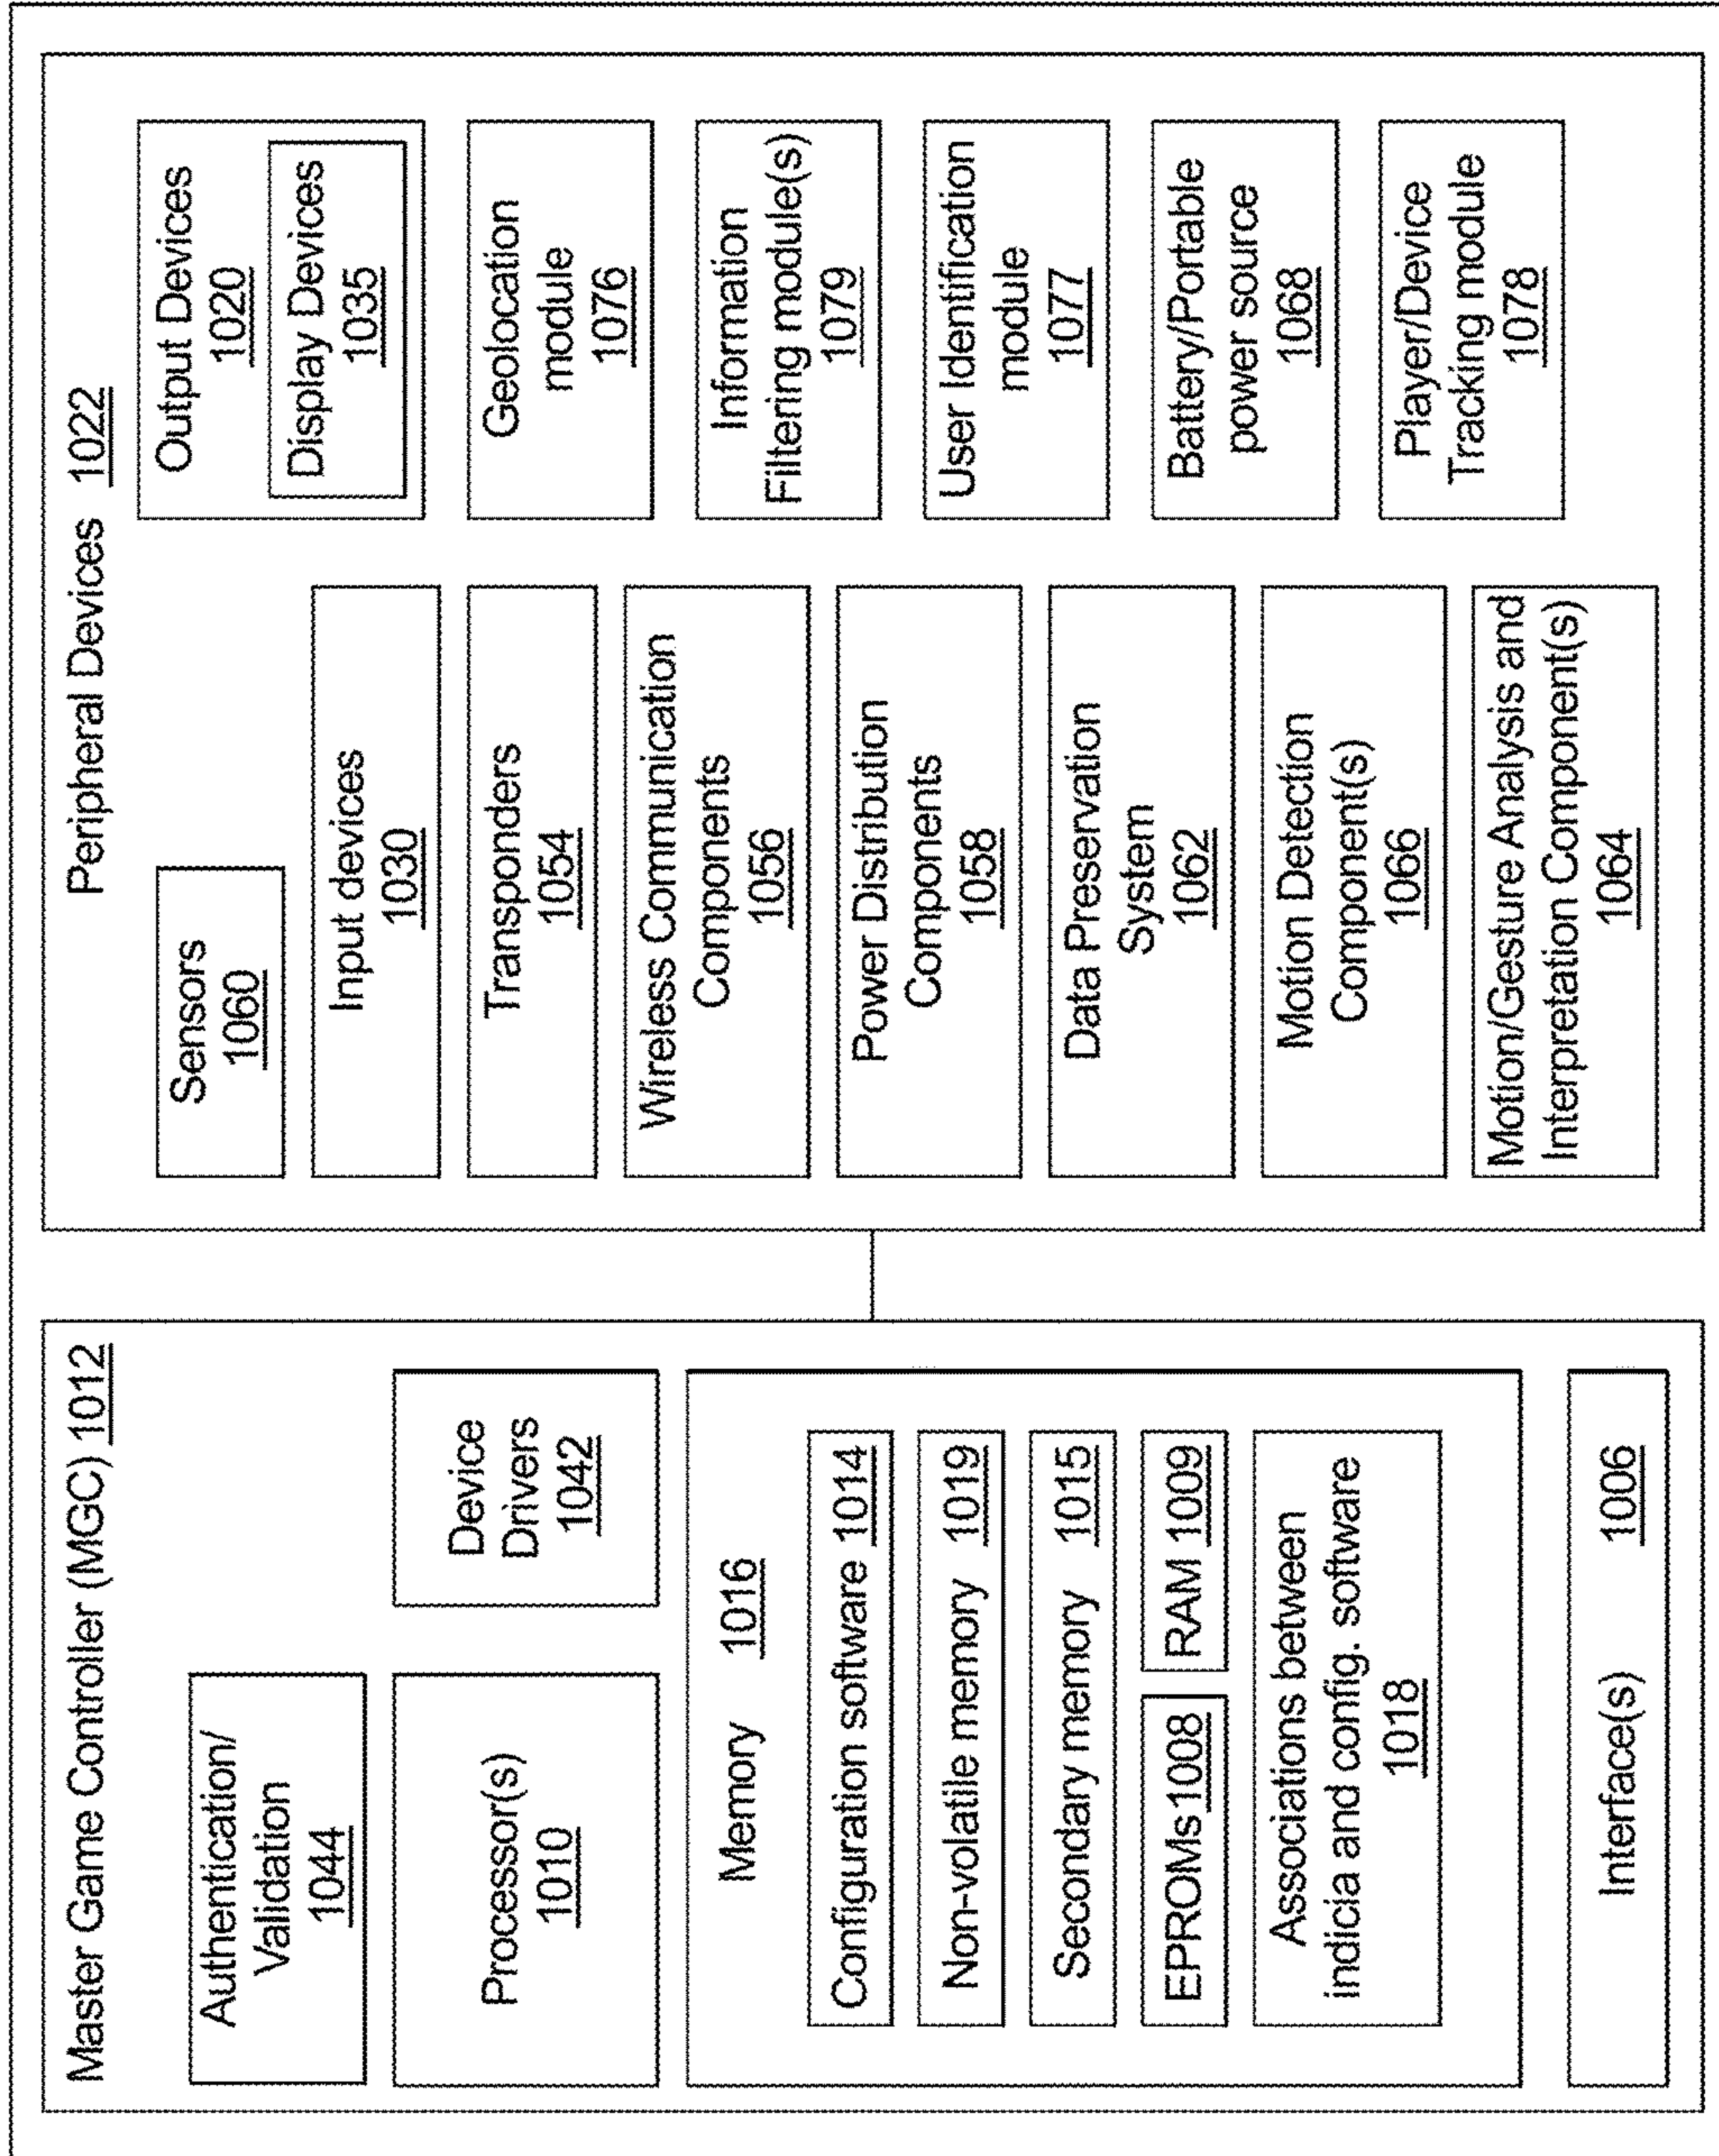 Master Game Controller (MGC) 1012
Authentication/
Validation
1044
Processor(s)
1010
Device
Drivers
1042
Memory 1016
Configuration software 1014
Non-volatile memory 1019
Secondary memory 1015
EPROMs1008
RAM 1009
Associations between
indicia and config. software
1018
Interface(s) 1006
Peripheral Devices 1022
Sensors
1060
Input devices
1030
Transponders
1054
Wireless Communication
Components
1056
Power Distribution
Components
1058
Data Preservation
System
1062
Motion Detection
Component(s)
1066
Motion/Gesture Analysis and
Interpretation Component(s)
1064
Output Devices
1020
Display Devices
1035
Geolocation
module
1076
Information
Filtering module(s)
1079
User Identification
module
1077
Battery/Portable
power source
1068
Player/Device
Tracking module
1078